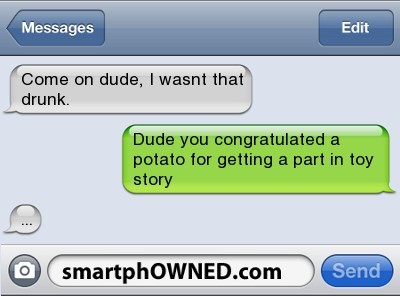 Messages
Edit
Come on dude, I wasnt that
drunk.
Dude you congratulated a
potato for getting a part in toy
story
...
smartphOWNED.com
Send